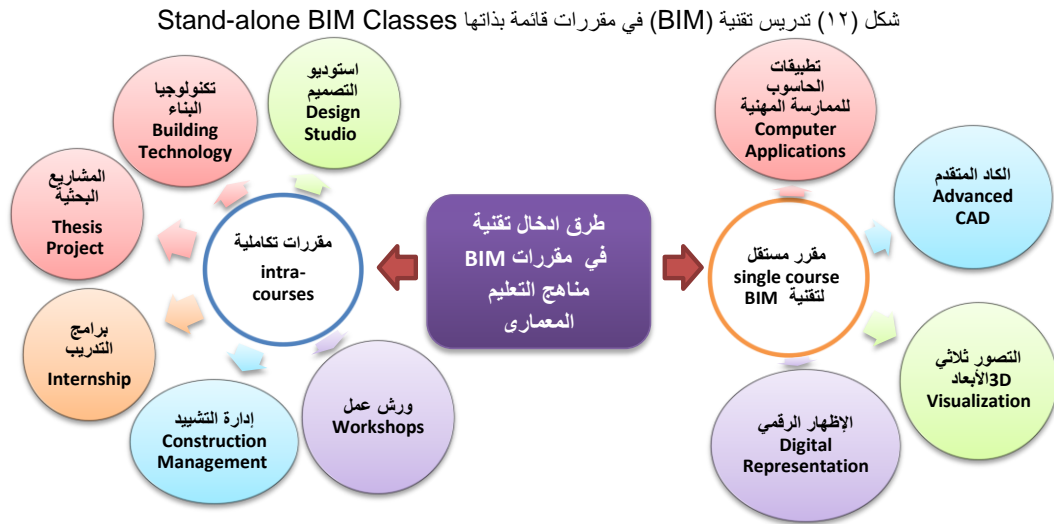 شكل (١٢) تدريس تقنية (BIM) في مقررات قائمة بذاتها Stand-alone BIM Classes
تطبيقات
الحاسوب
للممارسة المهنية
Computer
Applications
الكاد المتقدم
Advanced
CAD
التصور ثلاثي
الأبعاد3D
Visualization
الإظهار الرقمي
Digital
Representation
مقرر مستقل
single course
لتقنية BIM
طرق ادخال تقنية
BIM في مقررات
مناهج التعليم
المعمارى
مقررات تكاملية
intra-
courses
استوديو
التصميم
Design
Studio
تكنولوجيا
البناء
Building
Technology
المشاريع
البحثية
Thesis
Project
برامج
التدريب
Internship
إدارة التشييد
Construction
Management
ورش عمل
Workshops